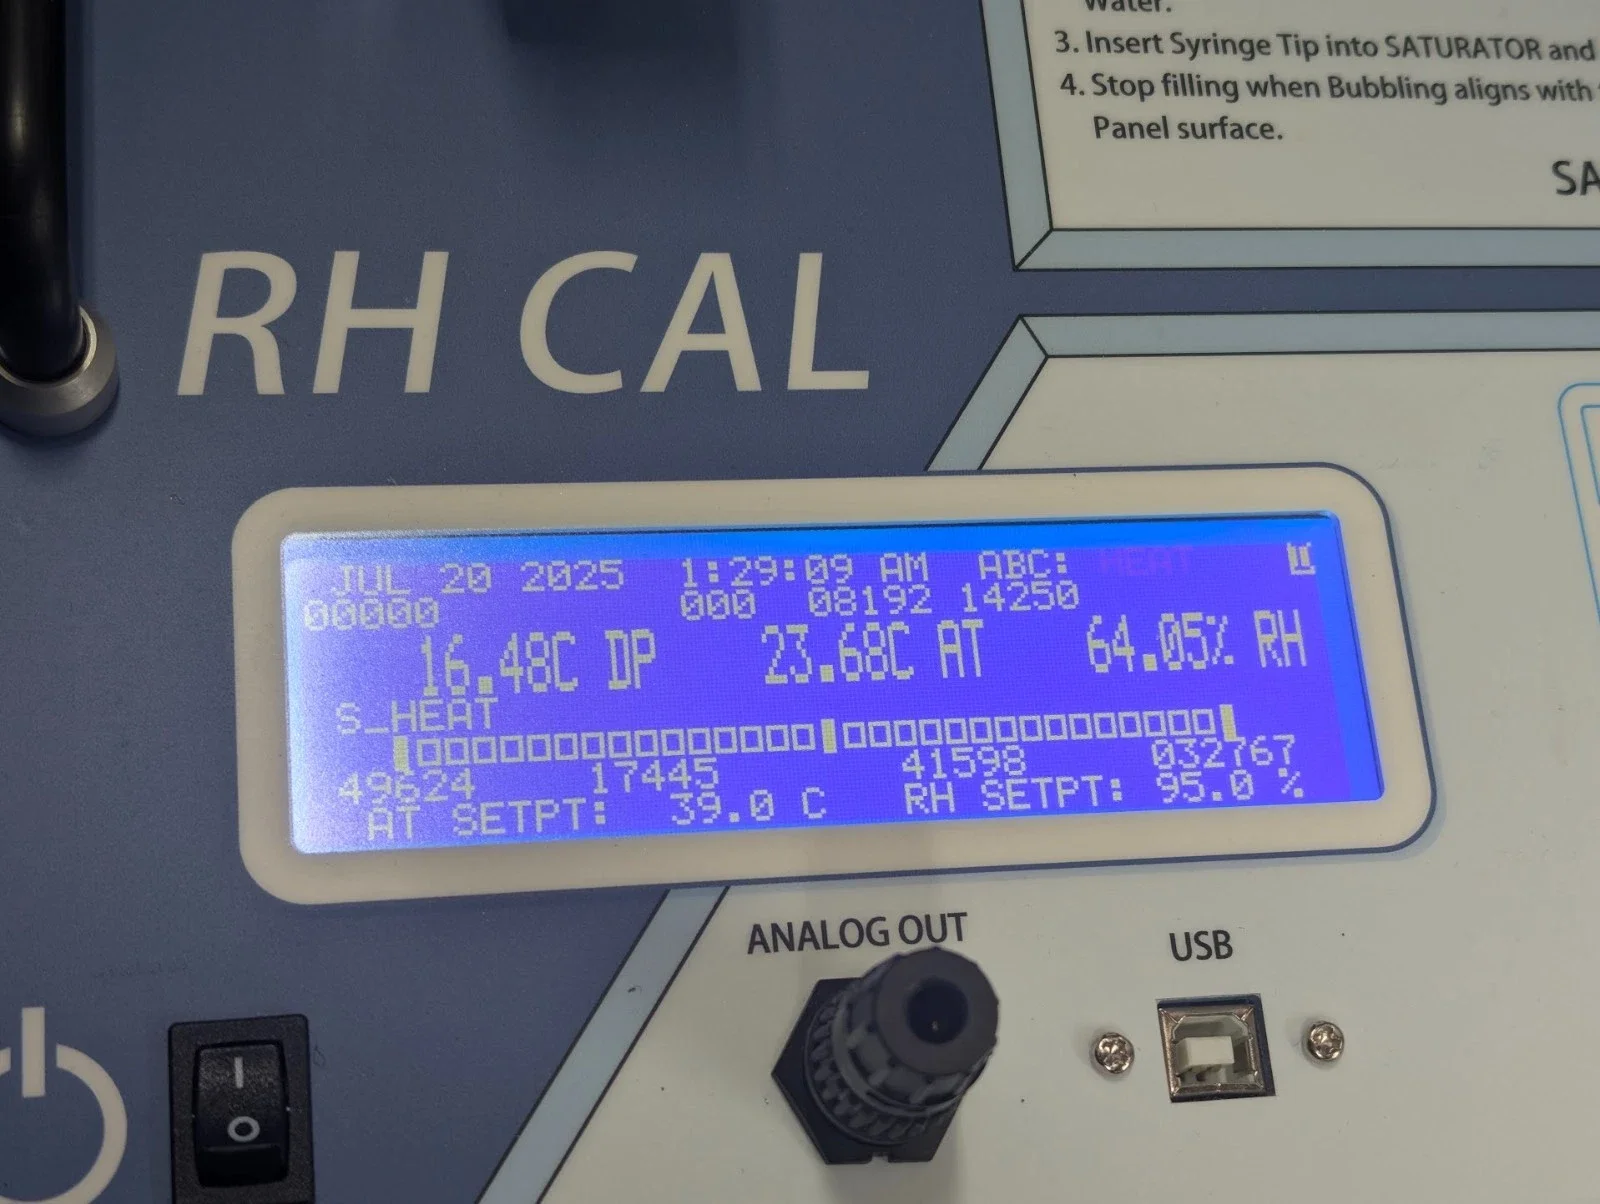 Water.
3. Insert Syringe Tip into SATURATOR and
4. Stop filling when Bubbling aligns with
Panel surface.
SA
RH CAL
JUL 20 2025 1:29:09 AM ABC: HEAT
00000 000 08192 14250
16.48C DP 23.68C AT 64.05% RH
S_HEAT
49624 17445 41598 032767
AT SETPT: 39.0 C RH SETPT: 95.0 %
ANALOG OUT
USB
I
O